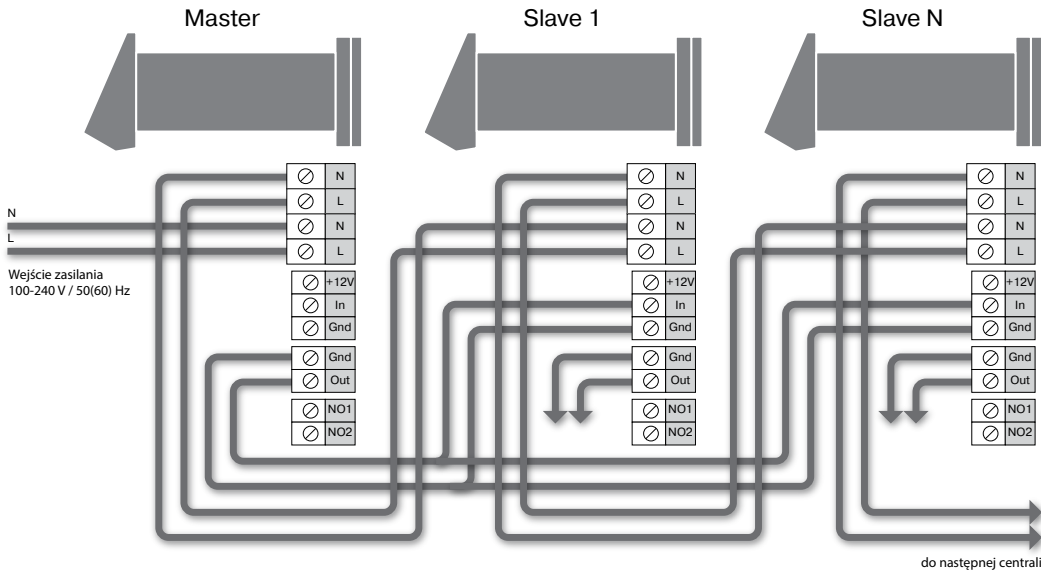 Master
Slave 1
Slave N
N
L
N
L
+12V
In
Gnd
Gnd
Out
NO1
NO2
N
L
N
L
+12V
In
Gnd
Gnd
Out
NO1
NO2
N
L
N
L
+12V
In
Gnd
Gnd
Out
NO1
NO2
N
L
Wejście zasilania
100-240 V / 50(60) Hz
do następnej centrali